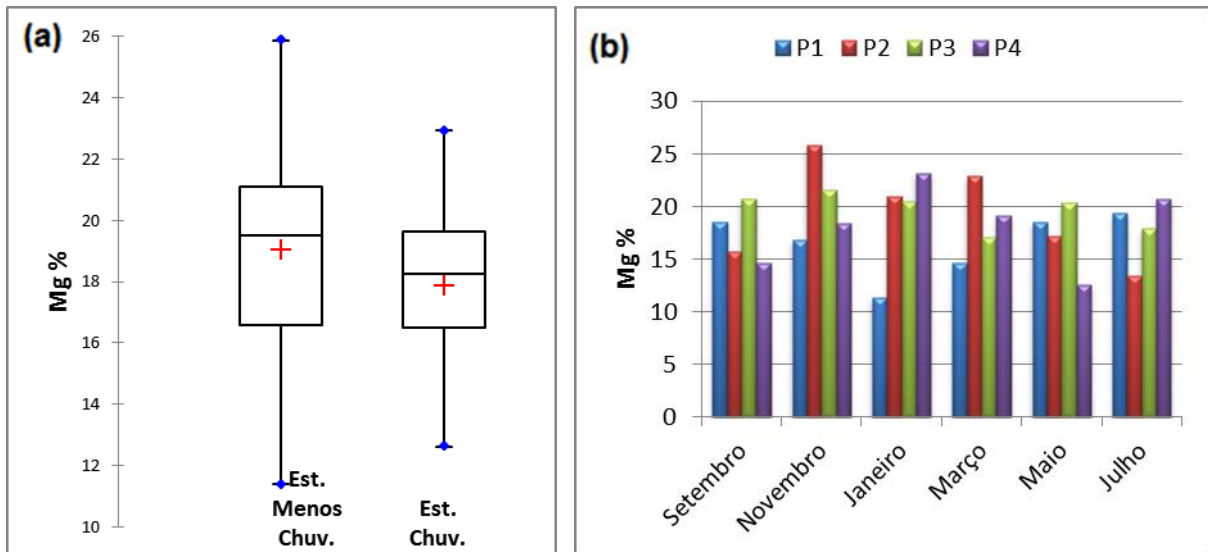 (a)
Mg %
26
24
22
20
18
16
14
12
10
Est.
Menos
Chuv.
Est.
Chuv.
(b)
P1 P2 P3 P4
Mg %
30
25
20
15
10
5
0
Setembro
Novembro
Janeiro
Março
Maio
Julho